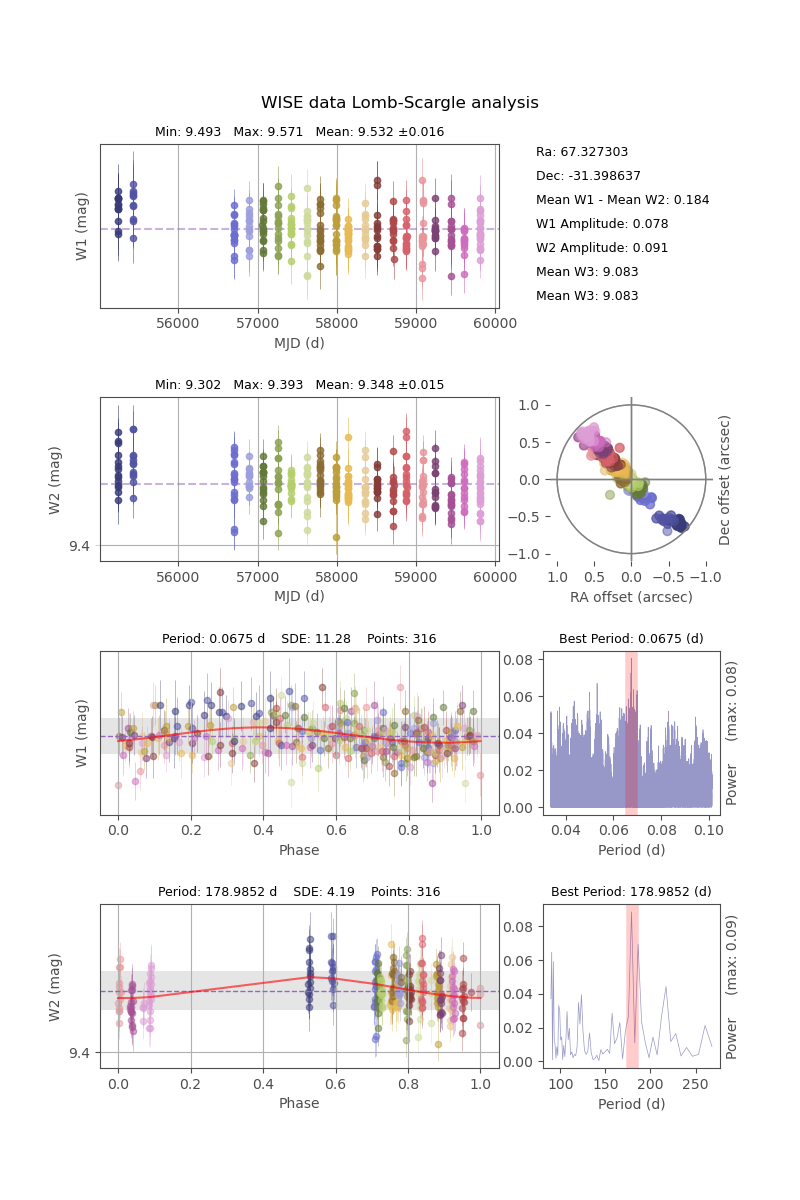 WISE data Lomb-Scargle analysis
Min: 9.493   Max: 9.571   Mean: 9.532 ±0.016
W1 (mag)
56000 57000 58000 59000 60000
MJD (d)
Ra: 67.327303
Dec: -31.398637
Mean W1 - Mean W2: 0.184
W1 Amplitude: 0.078
W2 Amplitude: 0.091
Mean W3: 9.083
Mean W3: 9.083
Min: 9.302   Max: 9.393   Mean: 9.348 ±0.015
W2 (mag)
9.4
56000 57000 58000 59000 60000
MJD (d)
1.0
0.5
0.0
−0.5
−1.0
1.0 0.5 0.0 −0.5 −1.0
RA offset (arcsec)
Dec offset (arcsec)
Period: 0.0675 d    SDE: 11.28    Points: 316
W1 (mag)
0.0 0.2 0.4 0.6 0.8 1.0
Phase
Best Period: 0.0675 (d)
0.08
0.06
0.04
0.02
0.00
0.04 0.06 0.08 0.10
Period (d)
Power     (max: 0.08)
Period: 178.9852 d    SDE: 4.19    Points: 316
W2 (mag)
9.4
0.0 0.2 0.4 0.6 0.8 1.0
Phase
Best Period: 178.9852 (d)
0.08
0.06
0.04
0.02
0.00
100 150 200 250
Period (d)
Power     (max: 0.09)